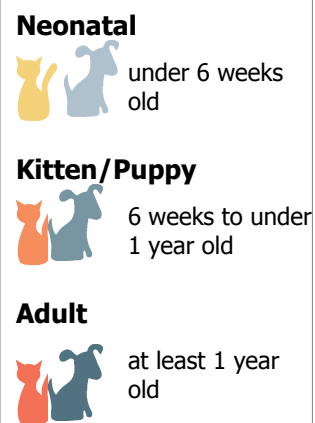 Neonatal
under 6 weeks
old
Kitten/Puppy
6 weeks to under
1 year old
Adult
at least 1 year
old